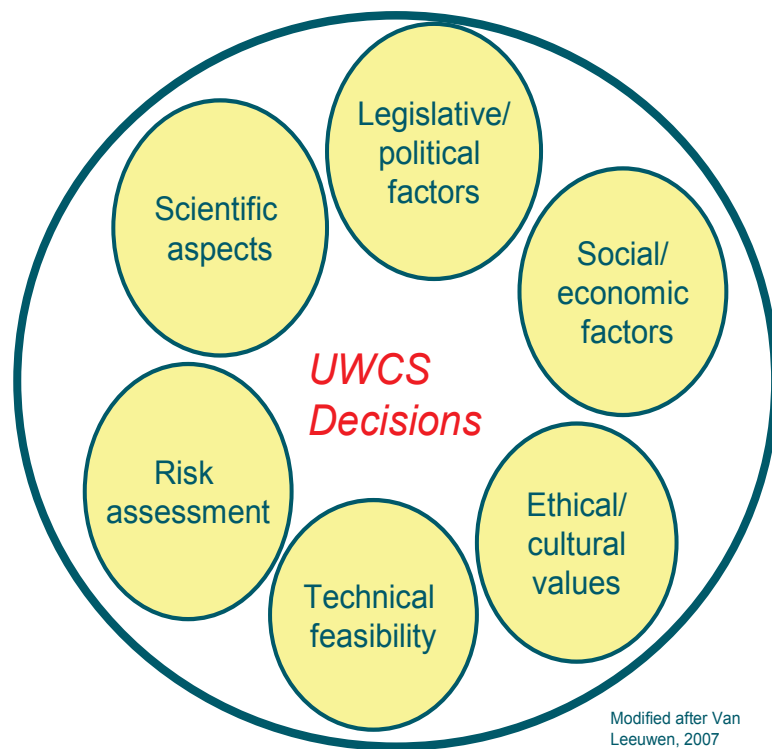 Legislative/
political
factors
Scientific
aspects
Social/
economic
factors
UWCS
Decisions
Risk
assessment
Ethical/
cultural
values
Technical
feasibility
Modified after Van
Leeuwen, 2007